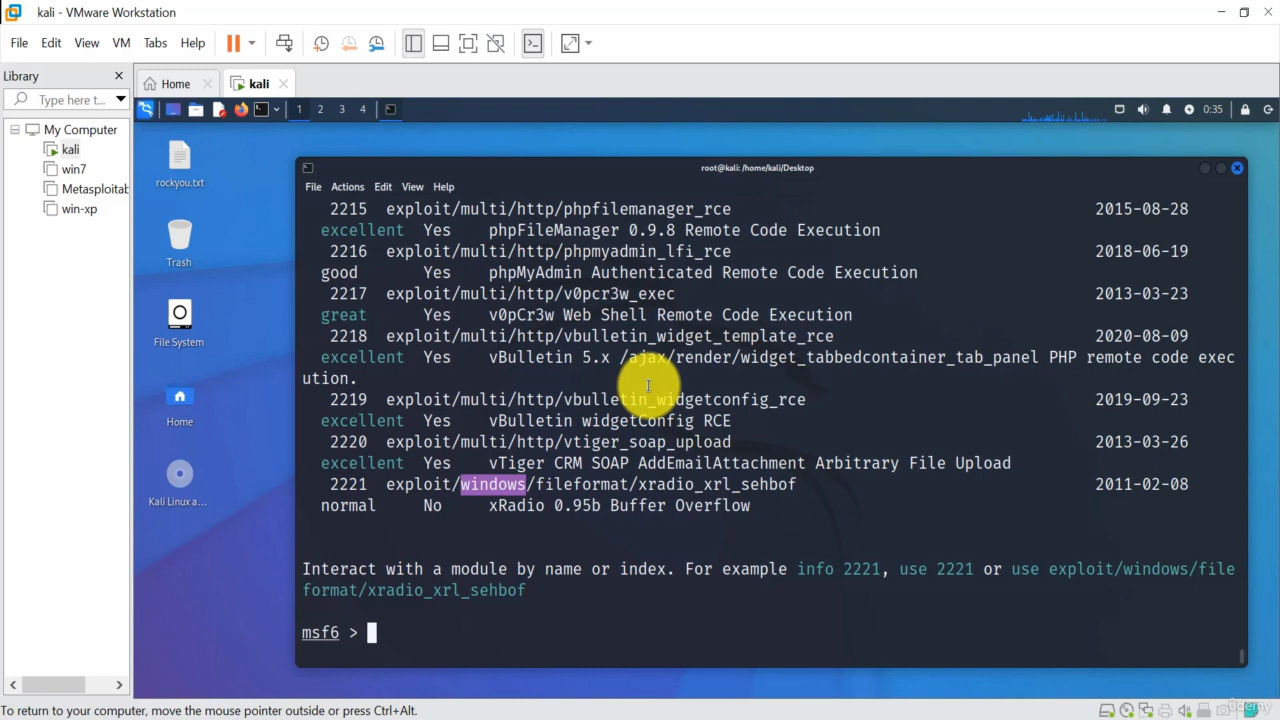 kali - VMware Workstation
File Edit View VM Tabs Help
Library
Home
kali
Type here t...
My Computer
kali
win7
Metasploitab
win-xp
1 2 3 4
0:35
rockyou.txt
Trash
File System
Home
Kali Linux a...
root@kali: /home/kali/Desktop
File Actions Edit View Help
2215 exploit/multi/http/phpfilemanager_rce 2015-08-28
excellent Yes phpFileManager 0.9.8 Remote Code Execution
2216 exploit/multi/http/phpmyadmin_lfi_rce 2018-06-19
good Yes phpMyAdmin Authenticated Remote Code Execution
2217 exploit/multi/http/v0pcr3w_exec 2013-03-23
great Yes v0pCr3w Web Shell Remote Code Execution
2218 exploit/multi/http/vbulletin_widget_template_rce 2020-08-09
excellent Yes vBulletin 5.x /ajax/render/widget_tabbedcontainer_tab_panel PHP remote code exec
ution.
2219 exploit/multi/http/vbulletin_widgetconfig_rce 2019-09-23
excellent Yes vBulletin widgetConfig RCE
2220 exploit/multi/http/vtiger_soap_upload 2013-03-26
excellent Yes vTiger CRM SOAP AddEmailAttachment Arbitrary File Upload
2221 exploit/windows/fileformat/xradio_xrl_sehbof 2011-02-08
normal No xRadio 0.95b Buffer Overflow
Interact with a module by name or index. For example info 2221, use 2221 or use exploit/windows/file
format/xradio_xrl_sehbof
msf6 >
To return to your computer, move the mouse pointer outside or press Ctrl+Alt.
ûdemy